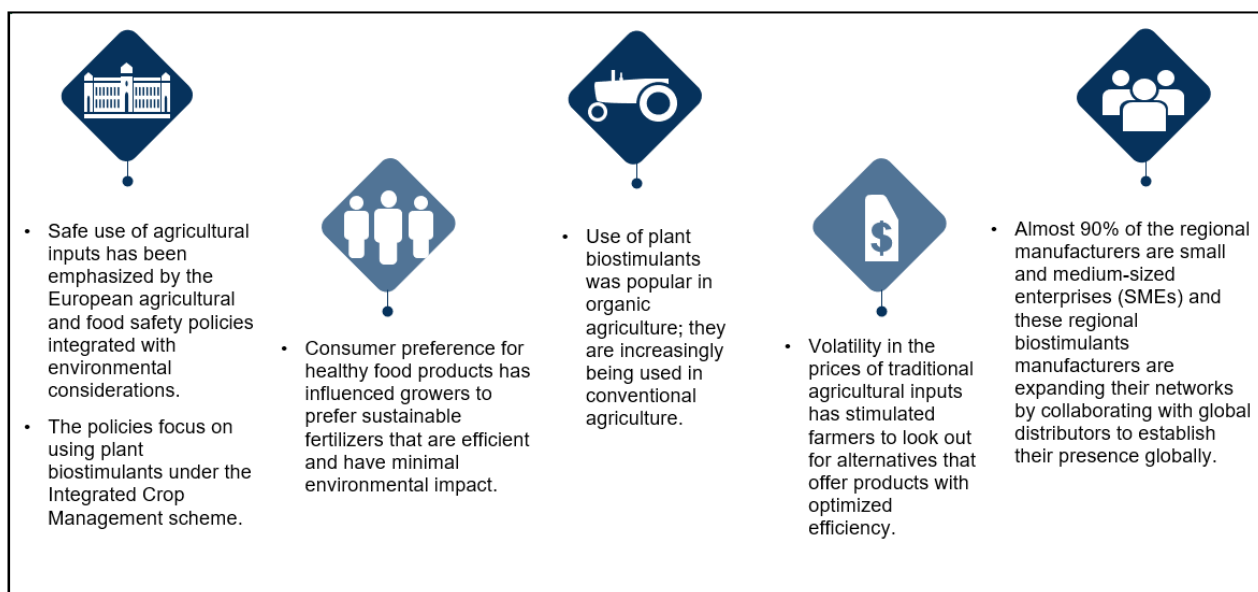 • Safe use of agricultural
inputs has been
emphasized by the
European agricultural
and food safety policies
integrated with
environmental
considerations.
• The policies focus on
using plant
biostimulants under the
Integrated Crop
Management scheme.
• Consumer preference for
healthy food products has
influenced growers to
prefer sustainable
fertilizers that are efficient
and have minimal
environmental impact.
• Use of plant
biostimulants
was popular in
organic
agriculture; they
are increasingly
being used in
conventional
agriculture.
$
• Volatility in the
prices of traditional
agricultural inputs
has stimulated
farmers to look out
for alternatives that
offer products with
optimized
efficiency.
• Almost 90% of the regional
manufacturers are small
and medium-sized
enterprises (SMEs) and
these regional
biostimulants
manufacturers are
expanding their networks
by collaborating with global
distributors to establish
their presence globally.